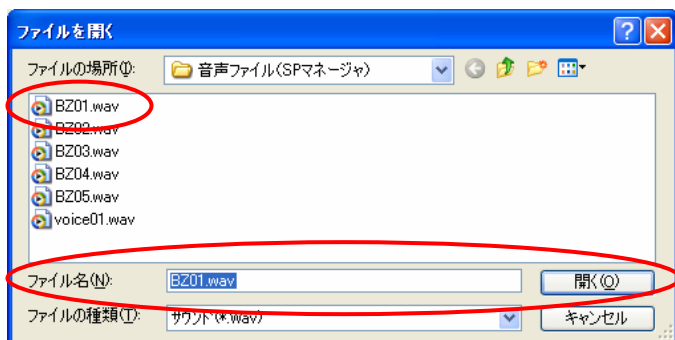 ファイルを開く
ファイルの場所(I):
音声ファイル(SPマネージャ)
BZ01.wav
BZ02.wav
BZ03.wav
BZ04.wav
BZ05.wav
voice01.wav
ファイル名(N): BZ01.wav 開く(O)
ファイルの種類(T): サウンド(*.wav) キャンセル